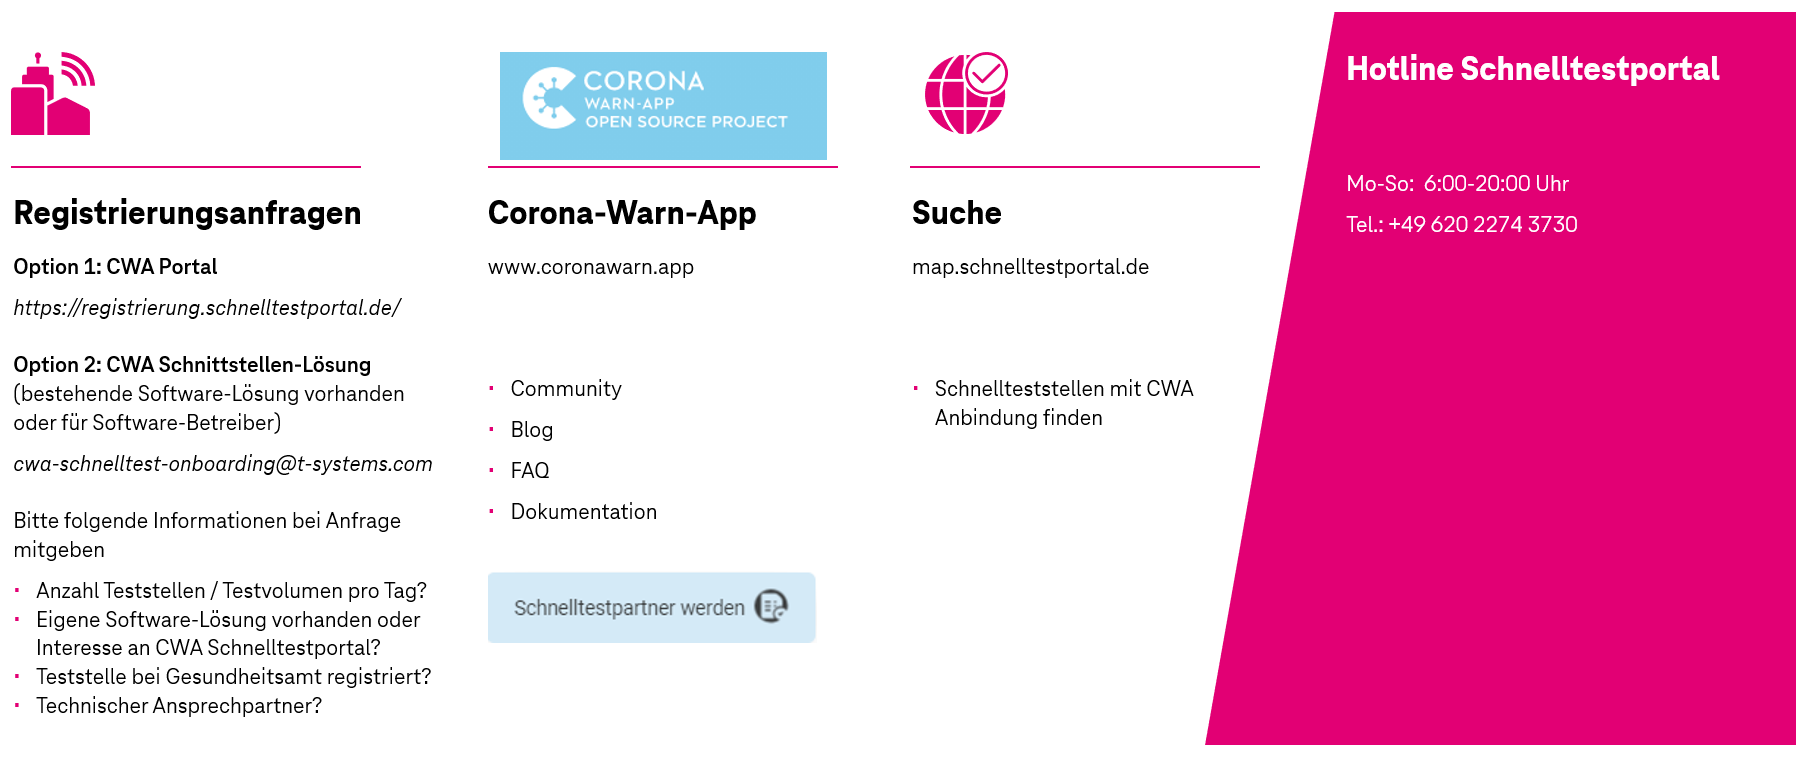 Registrierungsanfragen
Option 1: CWA Portal
https://registrierung.schnelltestportal.de/
Option 2: CWA Schnittstellen-Lösung
(bestehende Software-Lösung vorhanden
oder für Software-Betreiber)
cwa-schnelltest-onboarding@t-systems.com
Bitte folgende Informationen bei Anfrage
mitgeben
· Anzahl Teststellen / Testvolumen pro Tag?
· Eigene Software-Lösung vorhanden oder
Interesse an CWA Schnelltestportal?
· Teststelle bei Gesundheitsamt registriert?
· Technischer Ansprechpartner?
CORONA
WARN-APP
OPEN SOURCE PROJECT
Corona-Warn-App
www.coronawarn.app
· Community
· Blog
· FAQ
· Dokumentation
Schnelltestpartner werden
Suche
map.schnelltestportal.de
· Schnellteststellen mit CWA
Anbindung finden
Hotline Schnelltestportal
Mo-So: 6:00-20:00 Uhr
Tel.: +49 620 2274 3730